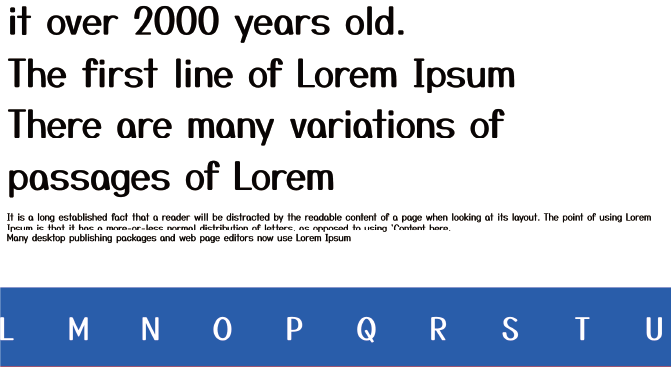 it over 2000 years old.
The first line of Lorem Ipsum
There are many variations of
passages of Lorem
It is a long established fact that a reader will be distracted by the readable content of a page when looking at its layout. The point of using Lorem
Ipsum is that it has a more-or-less normal distribution of letters, as opposed to using 'Content here,
Many desktop publishing packages and web page editors now use Lorem Ipsum
L M N O P Q R S T U